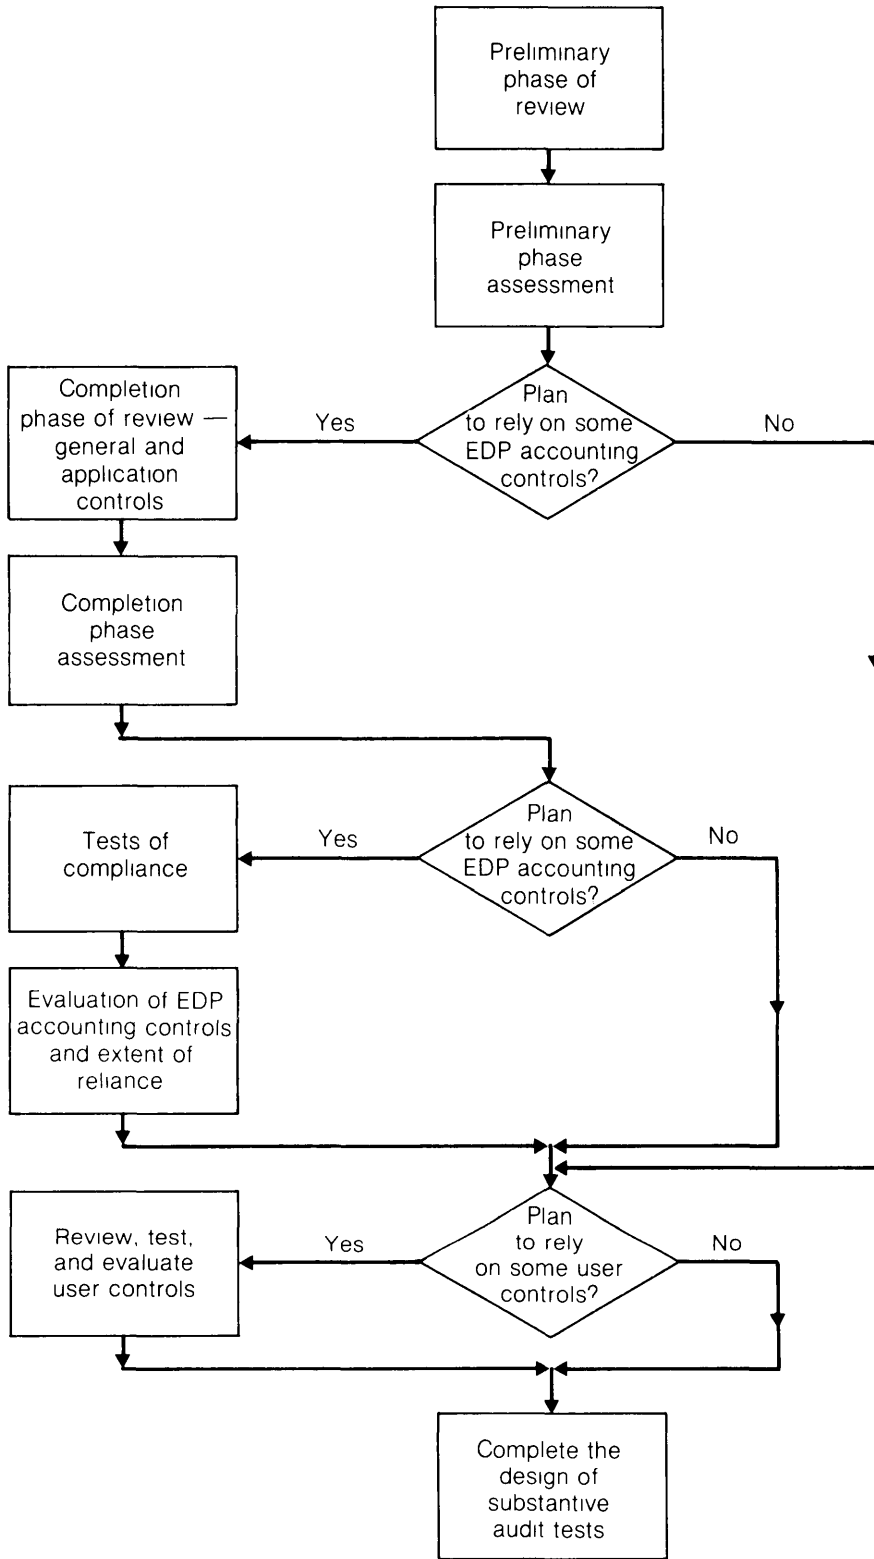 Preliminary
phase of
review
Preliminary
phase
assessment
Plan
to rely on some
EDP accounting
controls?
Yes
No
Completion
phase of review —
general and
application
controls
Completion
phase
assessment
Plan
to rely on some
EDP accounting
controls?
Yes
No
Tests of
compliance
Evaluation of EDP
accounting controls
and extent of
reliance
Plan
to rely
on some user
controls?
Yes
No
Review, test,
and evaluate
user controls
Complete the
design of
substantive
audit tests